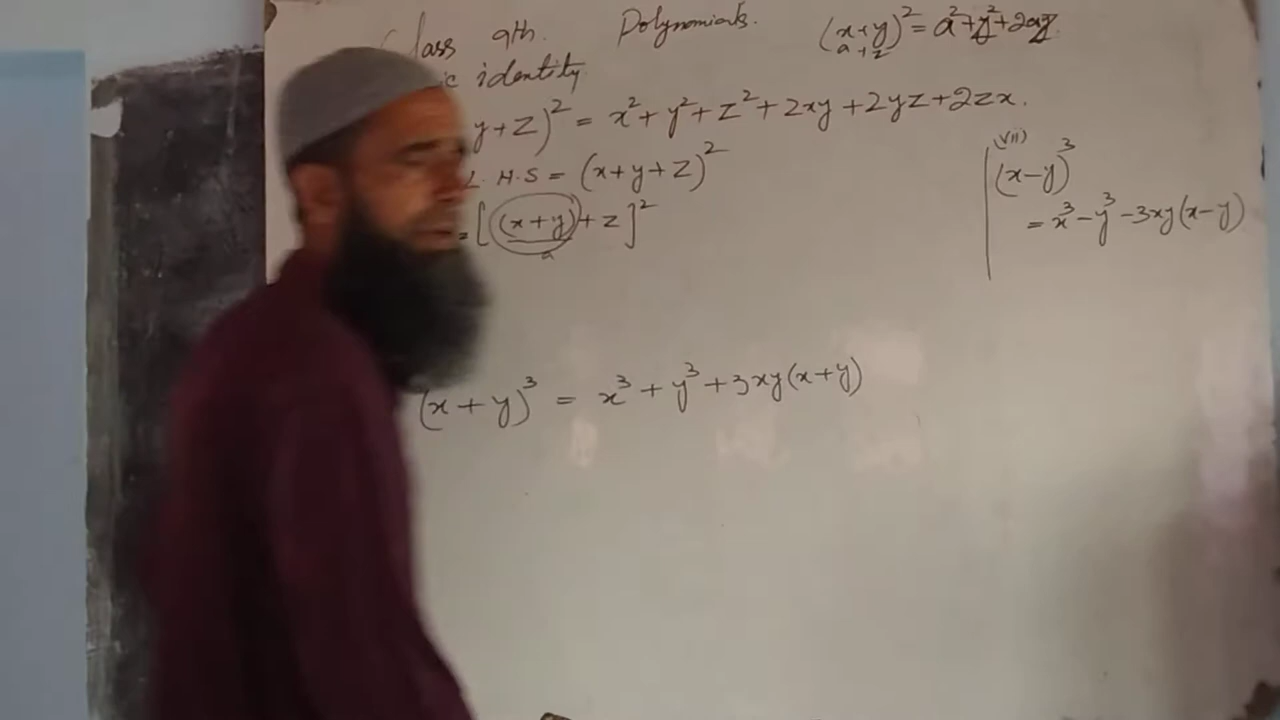 Class 9th. Polynomials. (x+y)² = a²+y²+2ay
a+z
ic identity
y+z)² = x²+y²+z²+2xy+2yz+2zx.
L.H.S = (x+y+z)²
= [(x+y)+z]²
a
(vii)
(x-y)³
= x³-y³-3xy(x-y)
(x+y)³ = x³+y³+3xy(x+y)